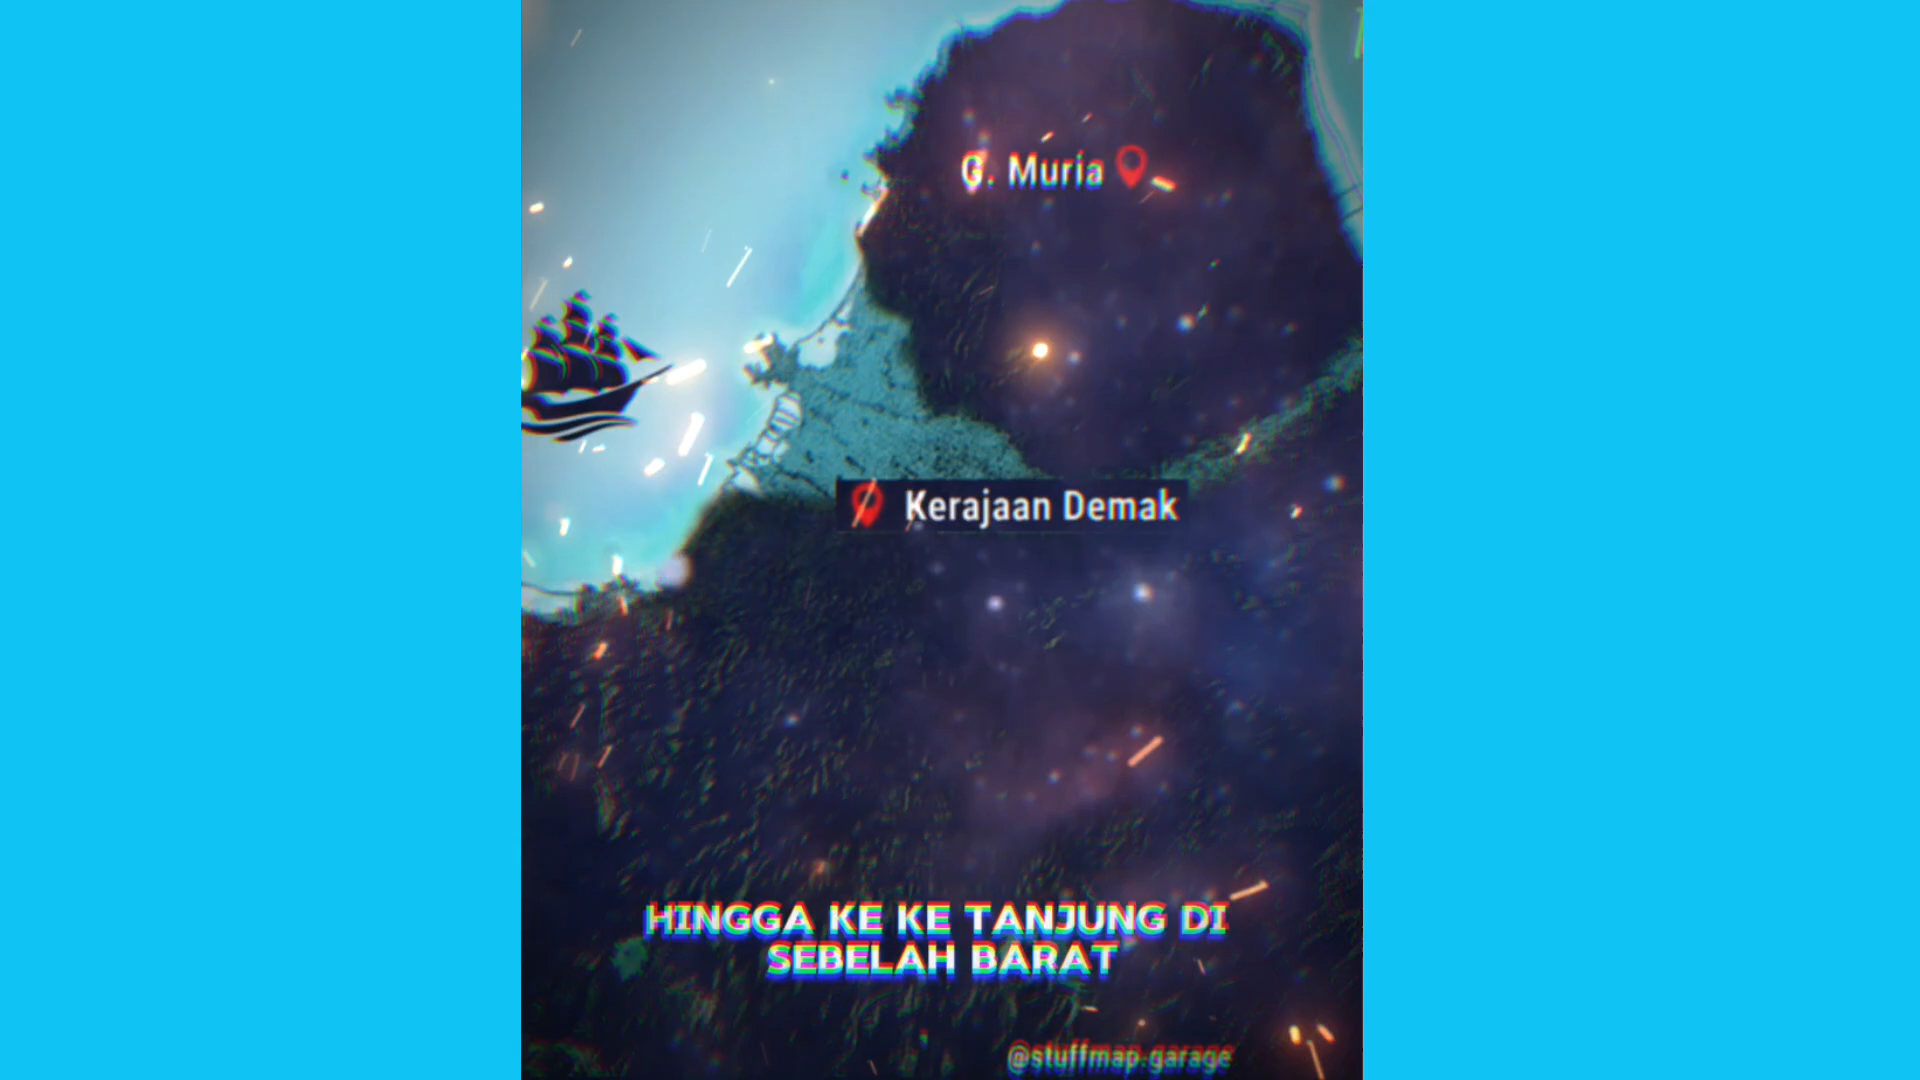 G. Muria
Kerajaan Demak
HINGGA KE KE TANJUNG DI
SEBELAH BARAT
@stuffmap.garage